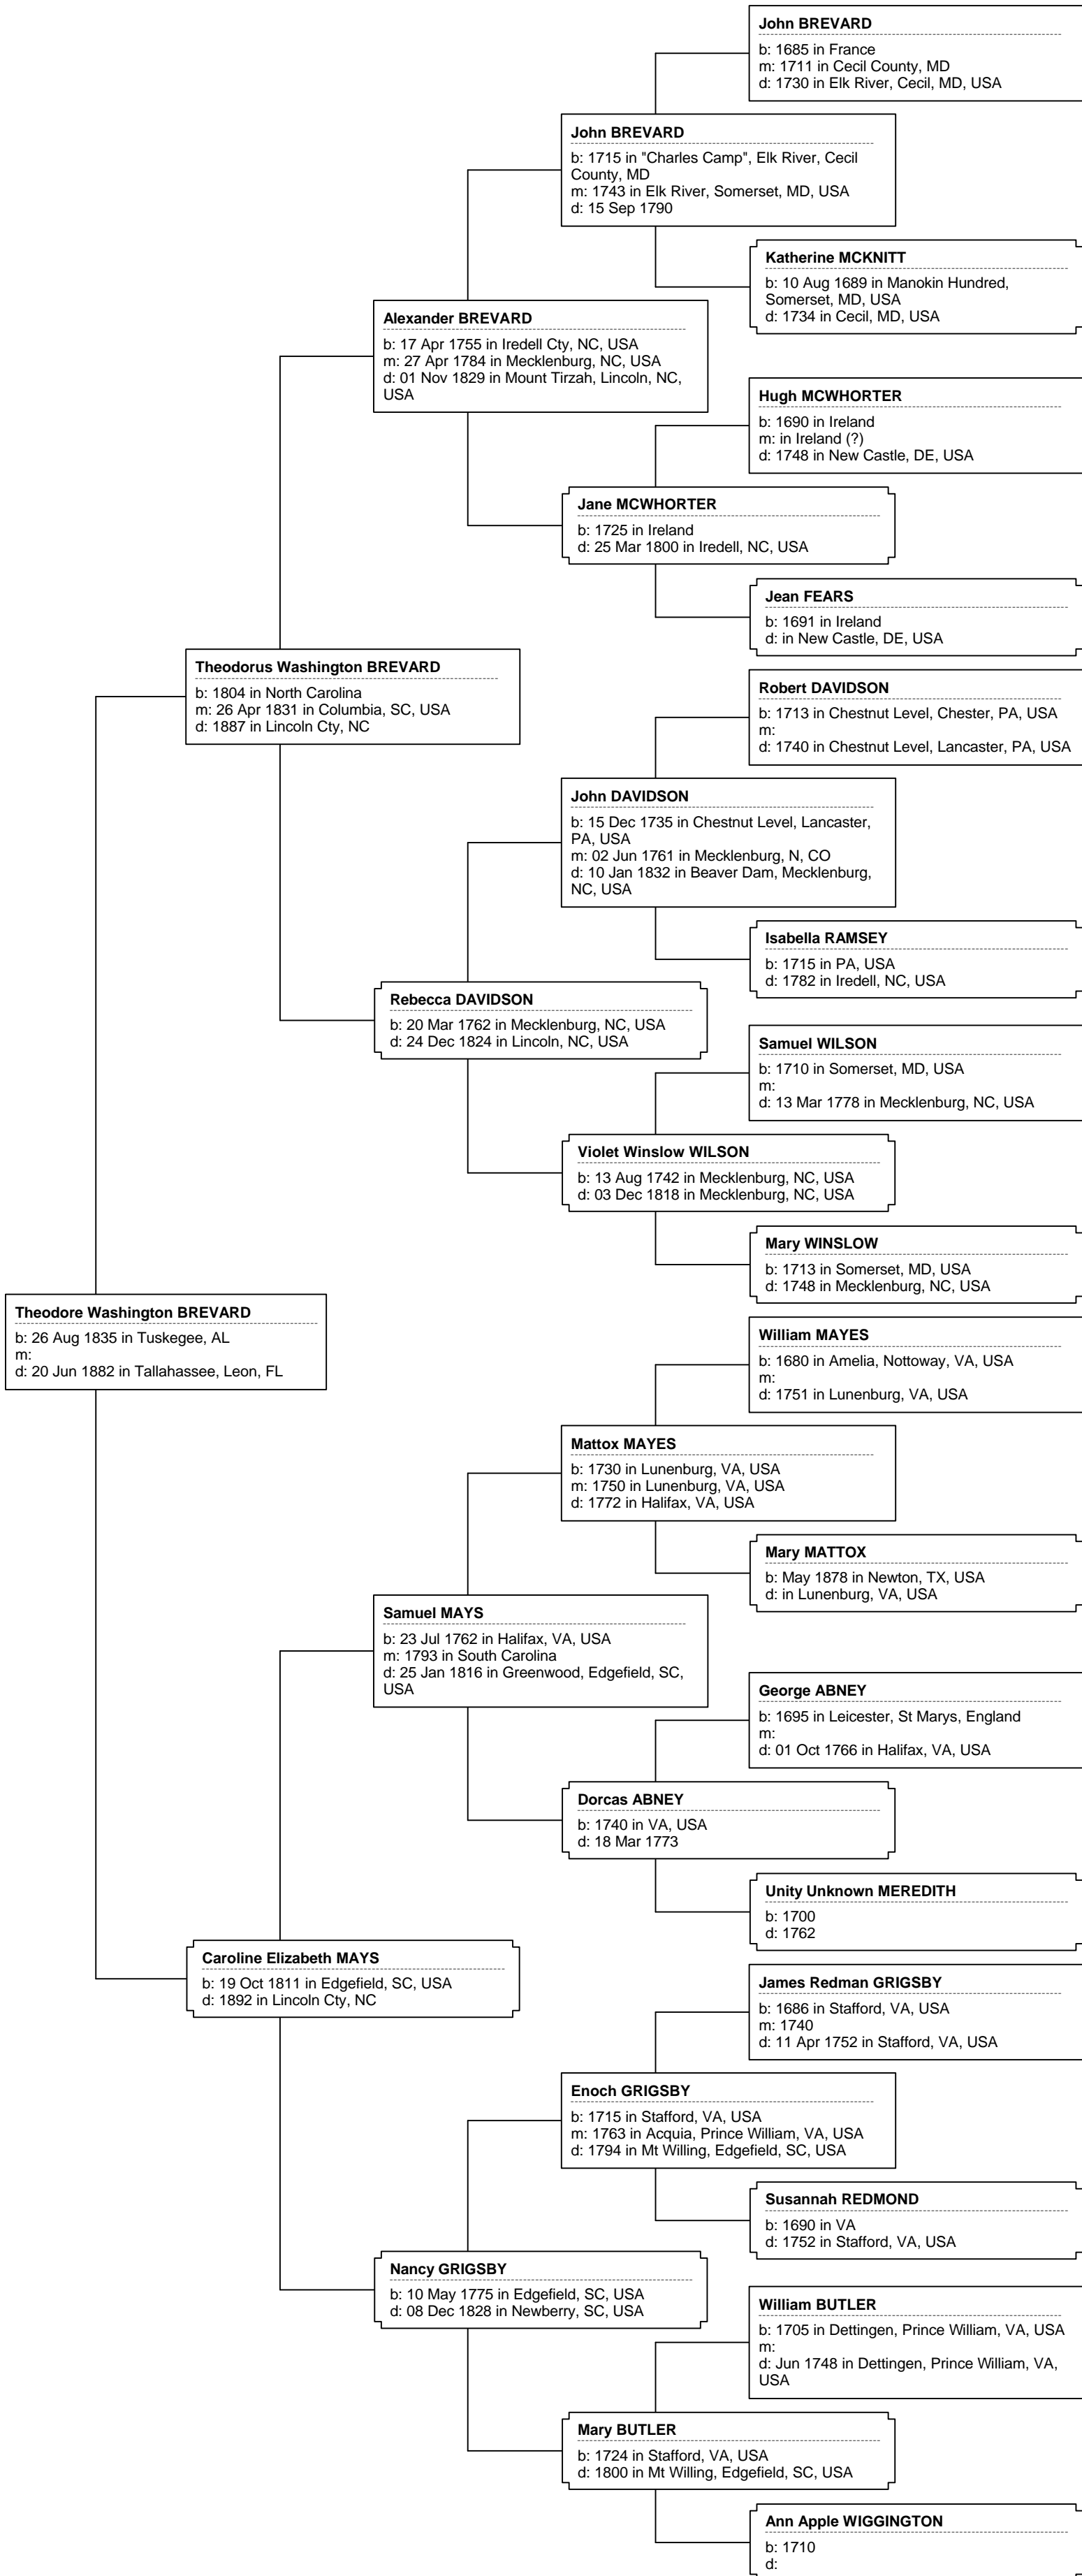 John BREVARD
b: 1685 in France
m: 1711 in Cecil County, MD
d: 1730 in Elk River, Cecil, MD, USA
John BREVARD
b: 1715 in "Charles Camp", Elk River, Cecil
County, MD
m: 1743 in Elk River, Somerset, MD, USA
d: 15 Sep 1790
Katherine MCKNITT
b: 10 Aug 1689 in Manokin Hundred,
Somerset, MD, USA
d: 1734 in Cecil, MD, USA
Alexander BREVARD
b: 17 Apr 1755 in Iredell Cty, NC, USA
m: 27 Apr 1784 in Mecklenburg, NC, USA
d: 01 Nov 1829 in Mount Tirzah, Lincoln, NC,
USA
Hugh MCWHORTER
b: 1690 in Ireland
m: in Ireland (?)
d: 1748 in New Castle, DE, USA
Jane MCWHORTER
b: 1725 in Ireland
d: 25 Mar 1800 in Iredell, NC, USA
Jean FEARS
b: 1691 in Ireland
d: in New Castle, DE, USA
Theodorus Washington BREVARD
b: 1804 in North Carolina
m: 26 Apr 1831 in Columbia, SC, USA
d: 1887 in Lincoln Cty, NC
Robert DAVIDSON
b: 1713 in Chestnut Level, Chester, PA, USA
m:
d: 1740 in Chestnut Level, Lancaster, PA, USA
John DAVIDSON
b: 15 Dec 1735 in Chestnut Level, Lancaster,
PA, USA
m: 02 Jun 1761 in Mecklenburg, N, CO
d: 10 Jan 1832 in Beaver Dam, Mecklenburg,
NC, USA
Isabella RAMSEY
b: 1715 in PA, USA
d: 1782 in Iredell, NC, USA
Rebecca DAVIDSON
b: 20 Mar 1762 in Mecklenburg, NC, USA
d: 24 Dec 1824 in Lincoln, NC, USA
Samuel WILSON
b: 1710 in Somerset, MD, USA
m:
d: 13 Mar 1778 in Mecklenburg, NC, USA
Violet Winslow WILSON
b: 13 Aug 1742 in Mecklenburg, NC, USA
d: 03 Dec 1818 in Mecklenburg, NC, USA
Mary WINSLOW
b: 1713 in Somerset, MD, USA
d: 1748 in Mecklenburg, NC, USA
Theodore Washington BREVARD
b: 26 Aug 1835 in Tuskegee, AL
m:
d: 20 Jun 1882 in Tallahassee, Leon, FL
William MAYES
b: 1680 in Amelia, Nottoway, VA, USA
m:
d: 1751 in Lunenburg, VA, USA
Mattox MAYES
b: 1730 in Lunenburg, VA, USA
m: 1750 in Lunenburg, VA, USA
d: 1772 in Halifax, VA, USA
Mary MATTOX
b: May 1878 in Newton, TX, USA
d: in Lunenburg, VA, USA
Samuel MAYS
b: 23 Jul 1762 in Halifax, VA, USA
m: 1793 in South Carolina
d: 25 Jan 1816 in Greenwood, Edgefield, SC,
USA
George ABNEY
b: 1695 in Leicester, St Marys, England
m:
d: 01 Oct 1766 in Halifax, VA, USA
Dorcas ABNEY
b: 1740 in VA, USA
d: 18 Mar 1773
Unity Unknown MEREDITH
b: 1700
d: 1762
Caroline Elizabeth MAYS
b: 19 Oct 1811 in Edgefield, SC, USA
d: 1892 in Lincoln Cty, NC
James Redman GRIGSBY
b: 1686 in Stafford, VA, USA
m: 1740
d: 11 Apr 1752 in Stafford, VA, USA
Enoch GRIGSBY
b: 1715 in Stafford, VA, USA
m: 1763 in Acquia, Prince William, VA, USA
d: 1794 in Mt Willing, Edgefield, SC, USA
Susannah REDMOND
b: 1690 in VA
d: 1752 in Stafford, VA, USA
Nancy GRIGSBY
b: 10 May 1775 in Edgefield, SC, USA
d: 08 Dec 1828 in Newberry, SC, USA
William BUTLER
b: 1705 in Dettingen, Prince William, VA, USA
m:
d: Jun 1748 in Dettingen, Prince William, VA,
USA
Mary BUTLER
b: 1724 in Stafford, VA, USA
d: 1800 in Mt Willing, Edgefield, SC, USA
Ann Apple WIGGINGTON
b: 1710
d: